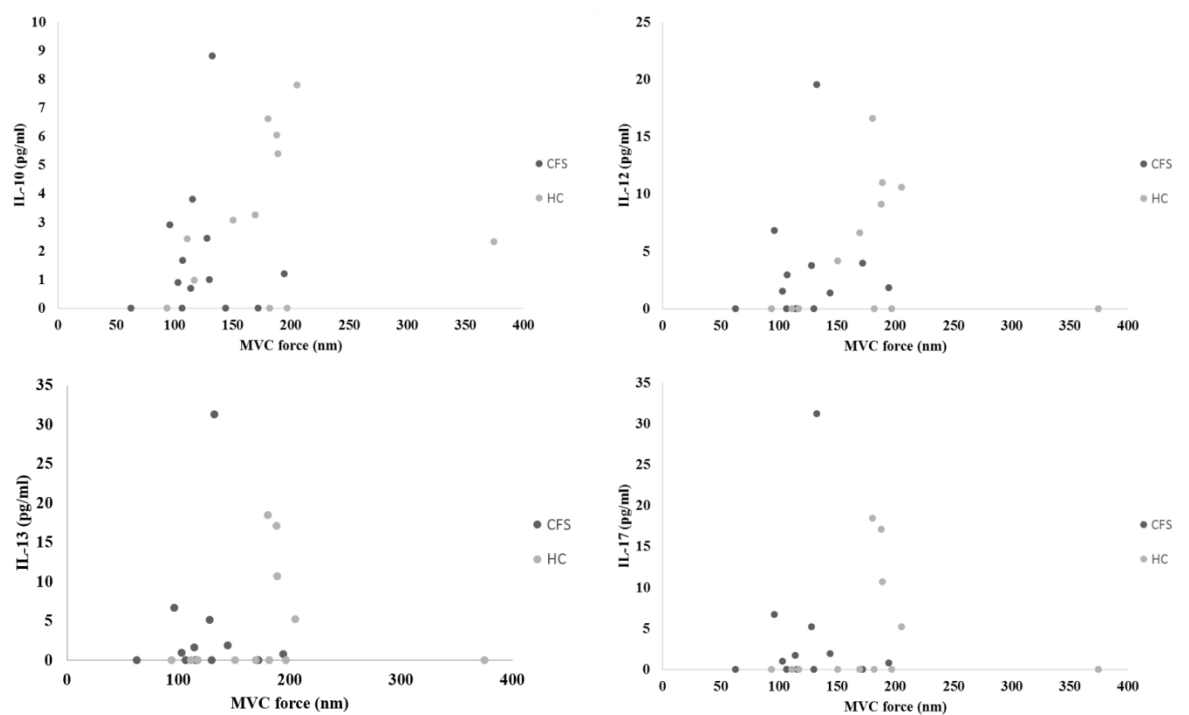 10
9
8
7
6
5
4
3
2
1
0
IL-10 (pg/ml)
0 50 100 150 200 250 300 350 400
MVC force (nm)
CFS
HC
25
20
15
10
5
0
IL-12 (pg/ml)
0 50 100 150 200 250 300 350 400
MVC force (nm)
CFS
HC
35
30
25
20
15
10
5
0
IL-13 (pg/ml)
0 100 200 300 400
MVC force (nm)
CFS
HC
35
30
25
20
15
10
5
0
IL-17 (pg/ml)
0 50 100 150 200 250 300 350 400
MVC force (nm)
CFS
HC